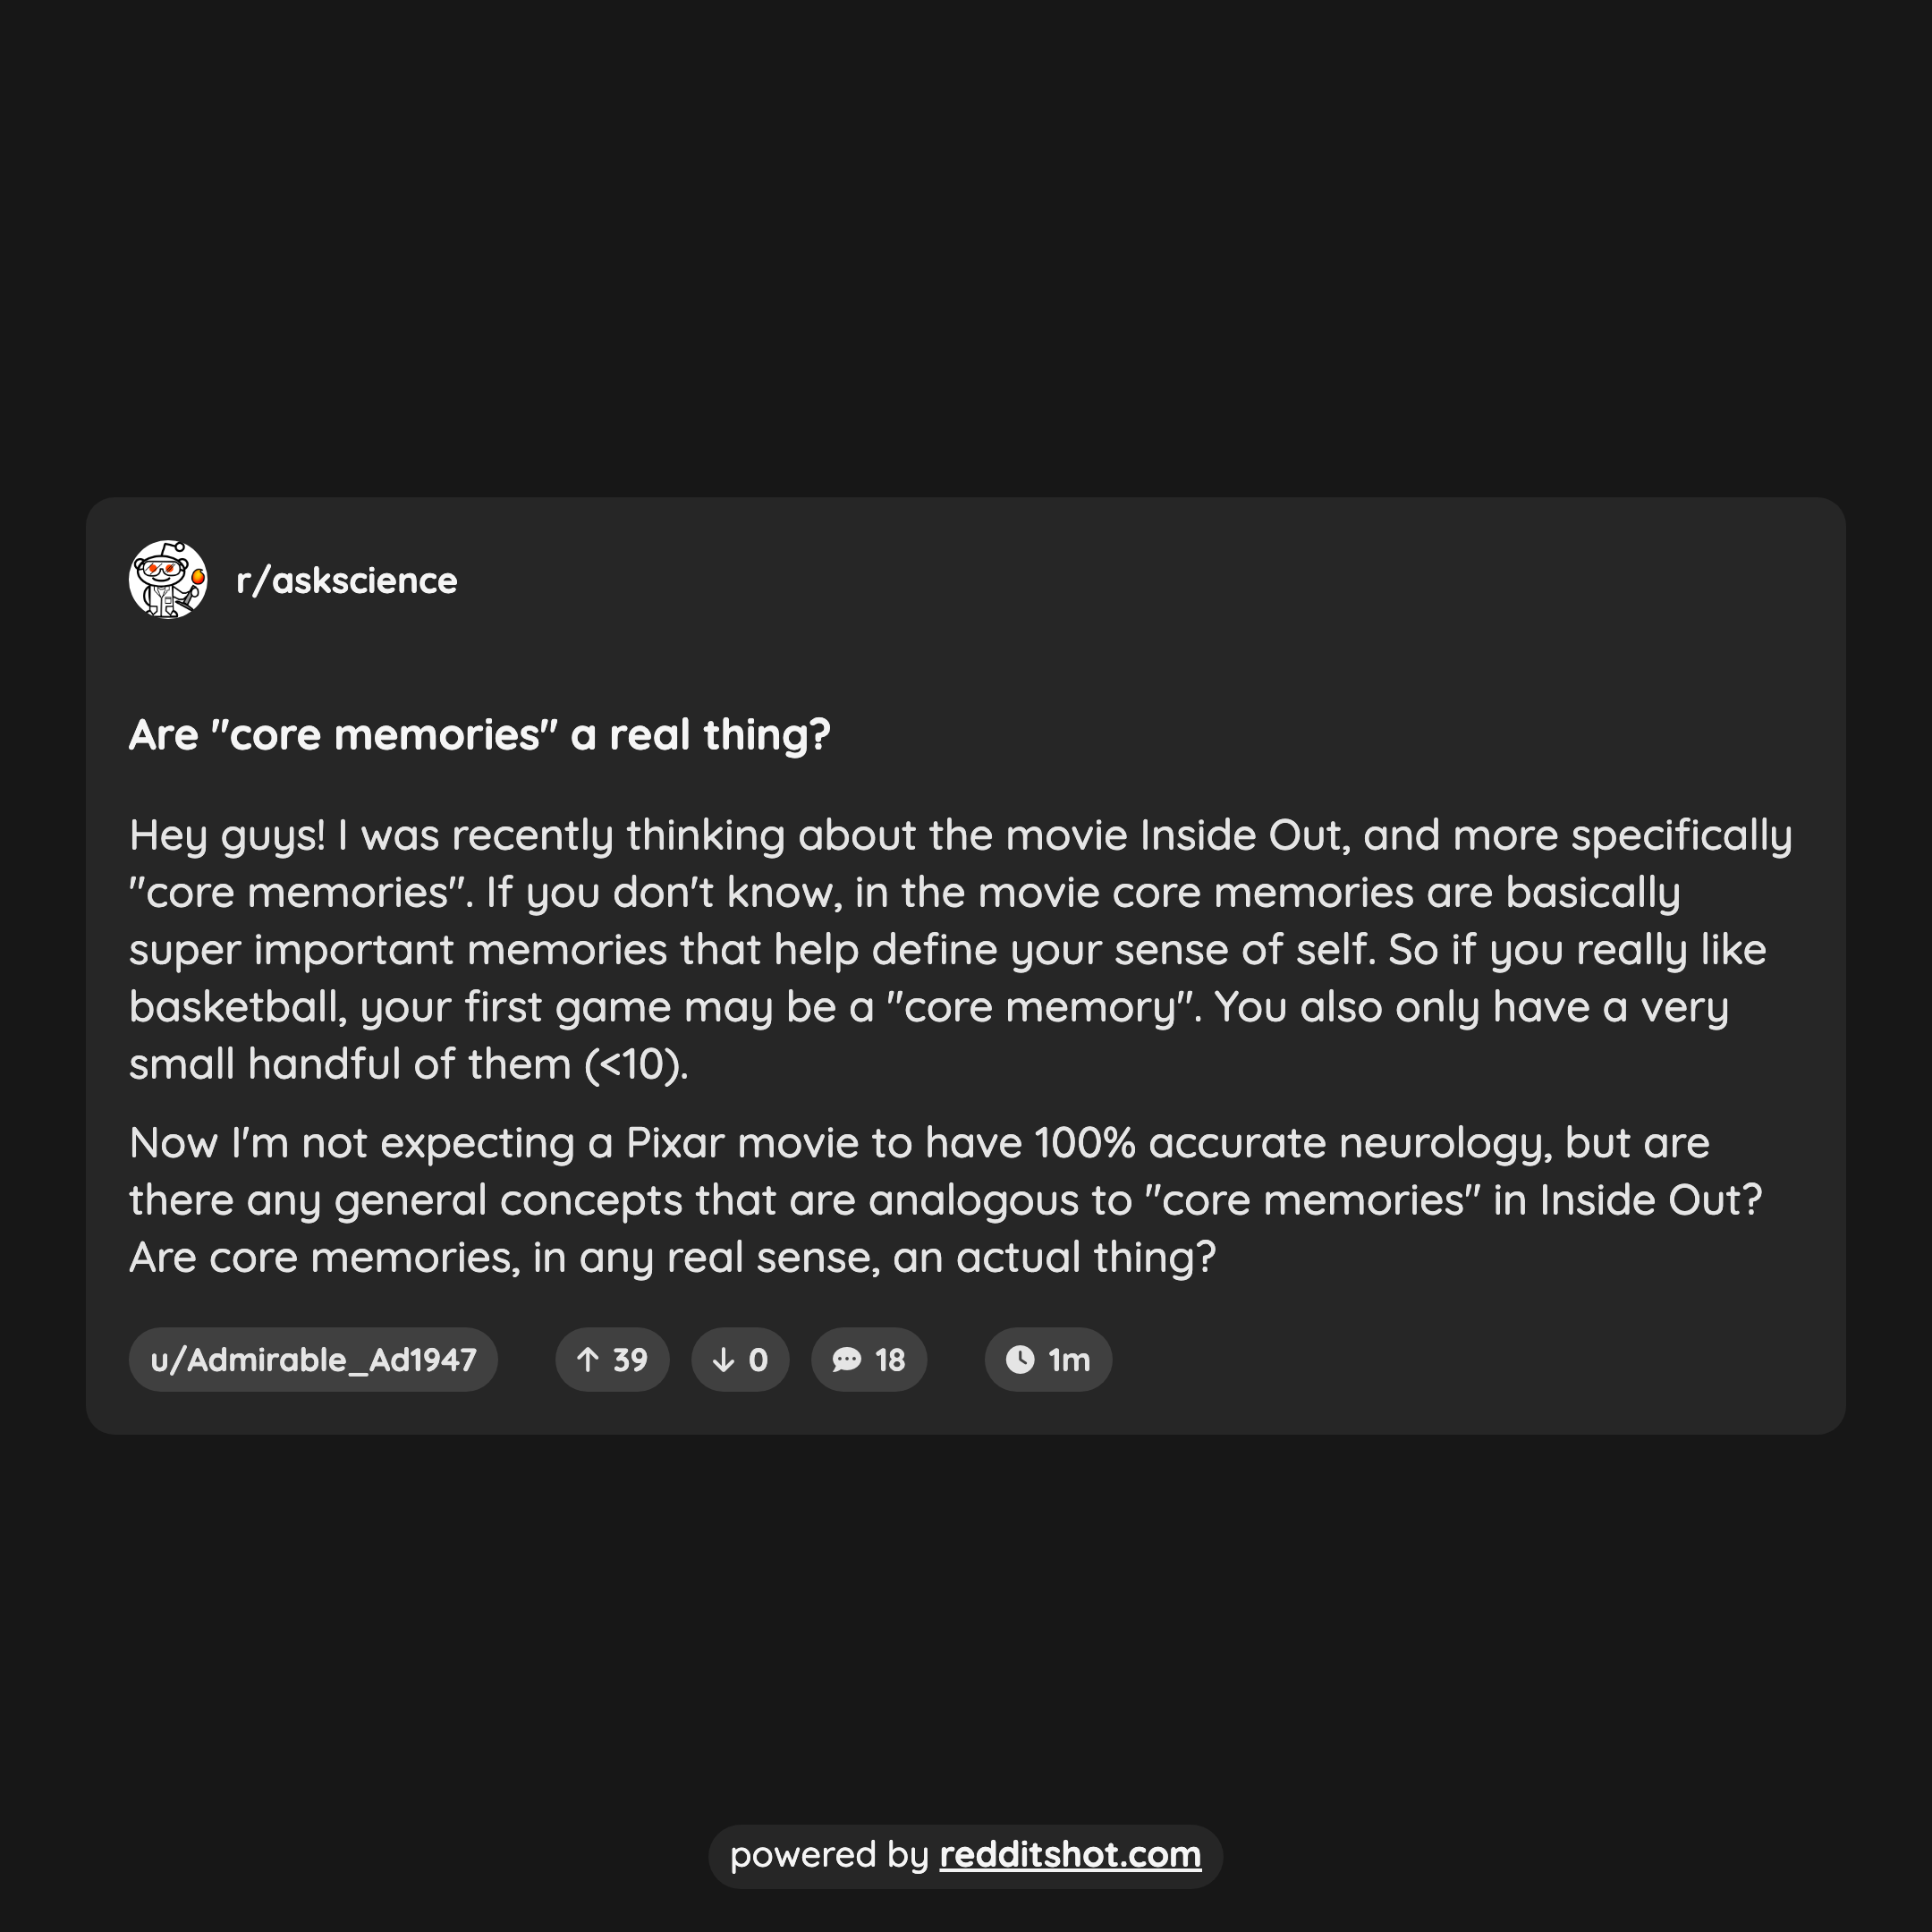 r/askscience
Are "core memories" a real thing?
Hey guys! I was recently thinking about the movie Inside Out, and more specifically
"core memories". If you don't know, in the movie core memories are basically
super important memories that help define your sense of self. So if you really like
basketball, your first game may be a "core memory". You also only have a very
small handful of them (<10).
Now I'm not expecting a Pixar movie to have 100% accurate neurology, but are
there any general concepts that are analogous to "core memories" in Inside Out?
Are core memories, in any real sense, an actual thing?
u/Admirable_Ad1947 39 0 18 1m
powered by redditshot.com